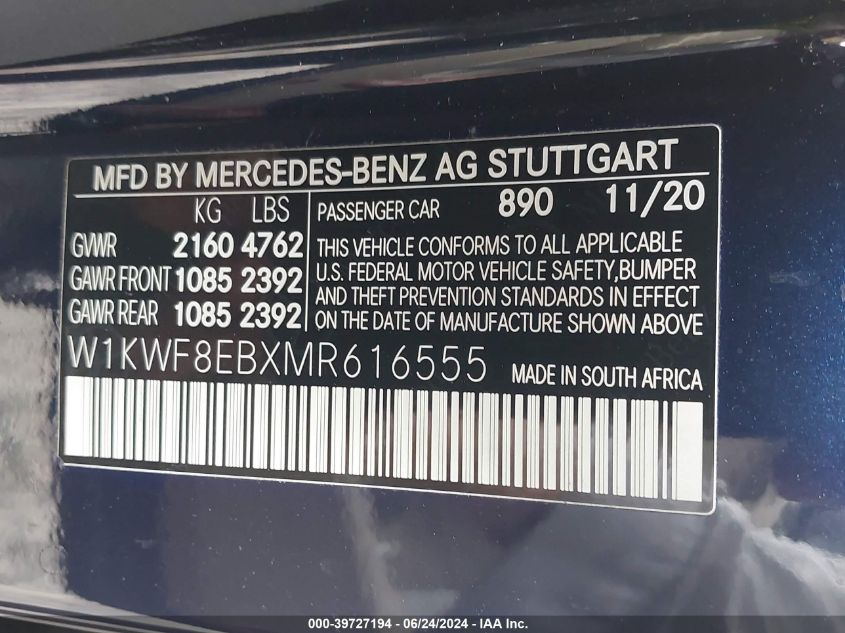 MFD BY MERCEDES-BENZ AG STUTTGART
KG LBS
GVWR 2160 4762
GAWR FRONT 1085 2392
GAWR REAR 1085 2392
PASSENGER CAR 890 11/20
THIS VEHICLE CONFORMS TO ALL APPLICABLE
U.S. FEDERAL MOTOR VEHICLE SAFETY,BUMPER
AND THEFT PREVENTION STANDARDS IN EFFECT
ON THE DATE OF MANUFACTURE SHOWN ABOVE
W1KWF8EBXMR616555 MADE IN SOUTH AFRICA
000-39727194 - 06/24/2024 - IAA Inc.